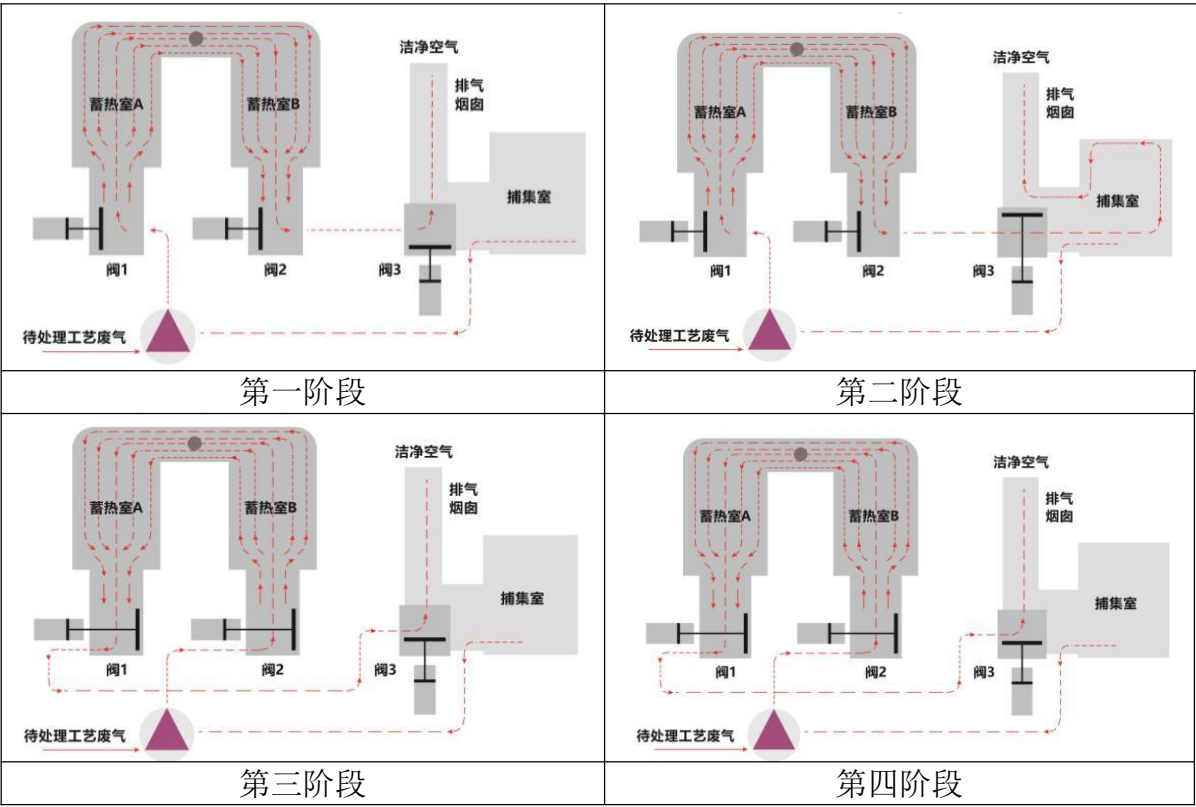 洁净空气
排气
烟囱
蓄热室A
蓄热室B
捕集室
阀1
阀2
阀3
待处理工艺废气
第一阶段
洁净空气
排气
烟囱
蓄热室A
蓄热室B
捕集室
阀1
阀2
阀3
待处理工艺废气
第二阶段
洁净空气
排气
烟囱
蓄热室A
蓄热室B
捕集室
阀1
阀2
阀3
待处理工艺废气
第三阶段
洁净空气
排气
烟囱
蓄热室A
蓄热室B
捕集室
阀1
阀2
阀3
待处理工艺废气
第四阶段